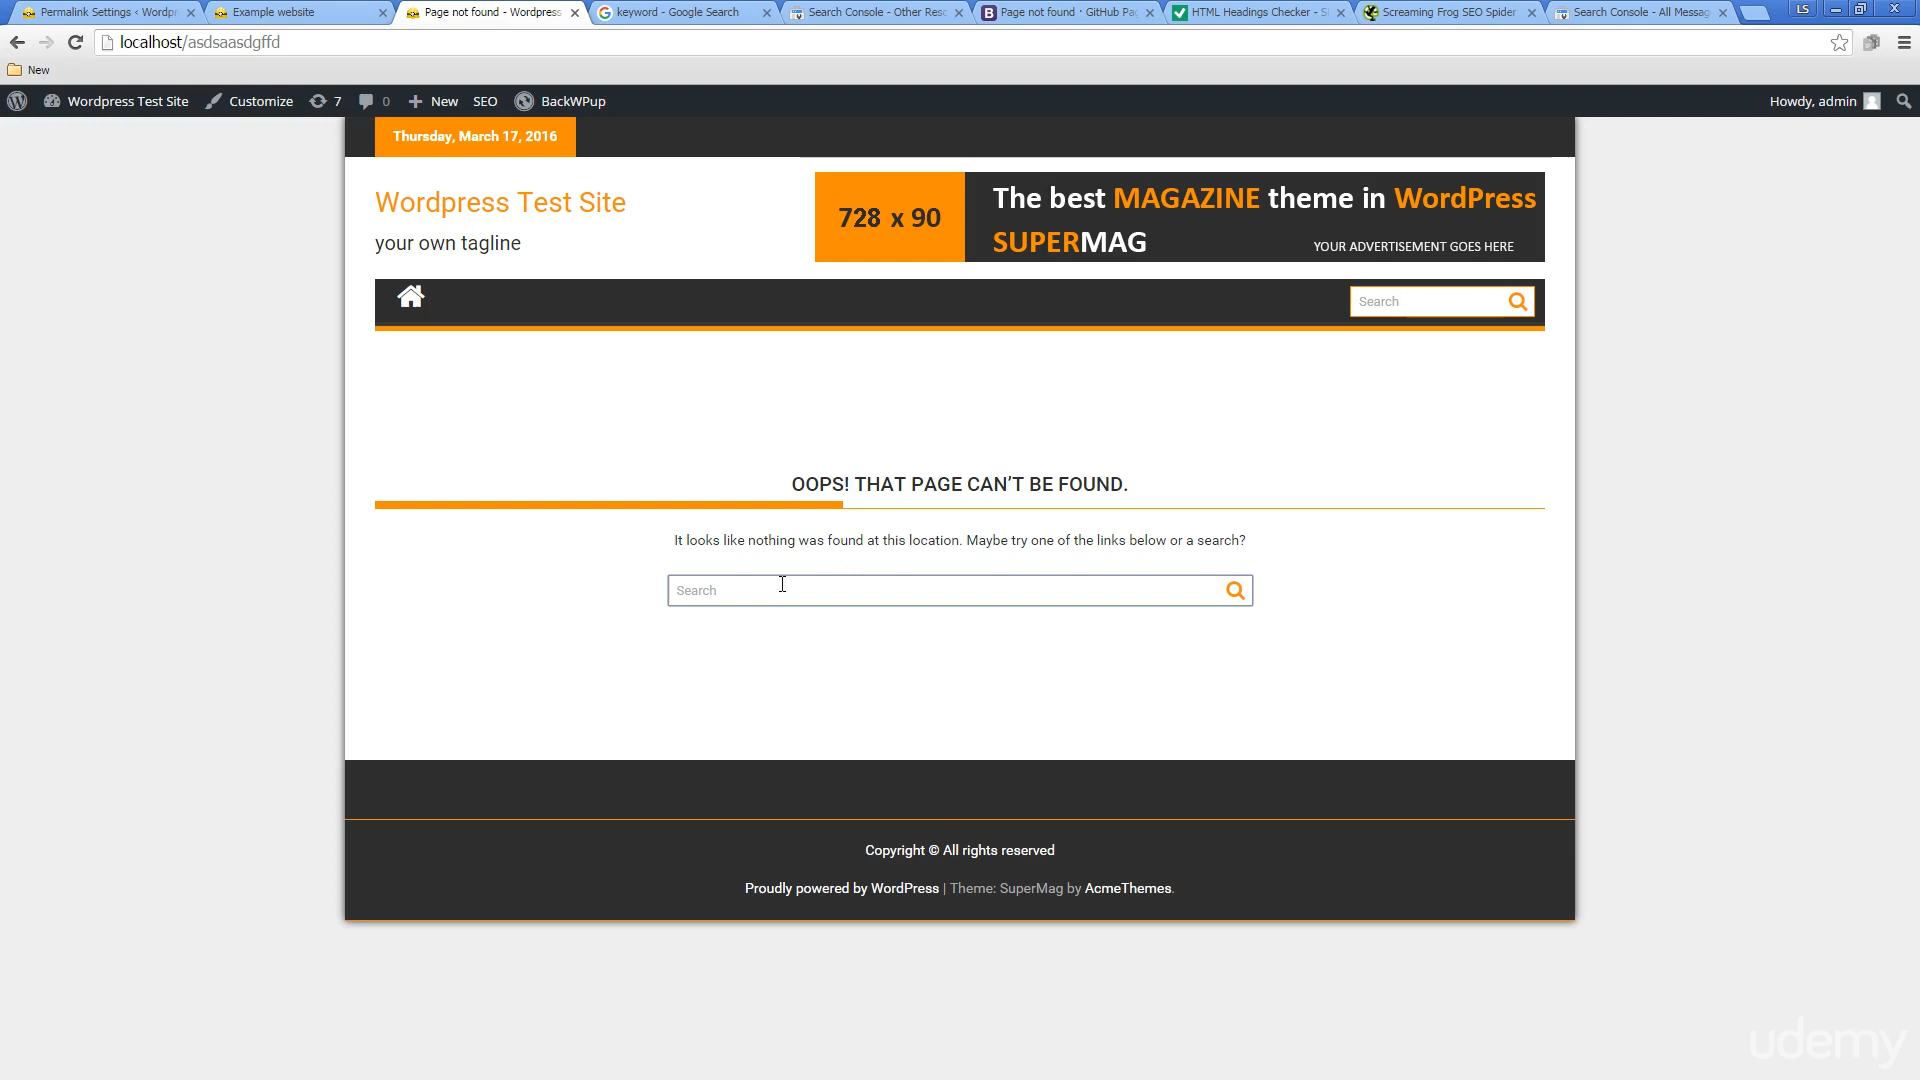 Permalink Settings ‹ Wordpr
Example website
Page not found - Wordpress
keyword - Google Search
Search Console - Other Reso
Page not found · GitHub Pag
HTML Headings Checker - S
Screaming Frog SEO Spider
Search Console - All Messag
LS
localhost/asdsaasdgffd
New
Wordpress Test Site
Customize
7
0
New
SEO
BackWPup
Howdy, admin
Thursday, March 17, 2016
Wordpress Test Site
your own tagline
728 x 90
The best MAGAZINE theme in WordPress
SUPERMAG
YOUR ADVERTISEMENT GOES HERE
Search
OOPS! THAT PAGE CAN’T BE FOUND.
It looks like nothing was found at this location. Maybe try one of the links below or a search?
Search
Copyright © All rights reserved
Proudly powered by WordPress | Theme: SuperMag by AcmeThemes.
udemy